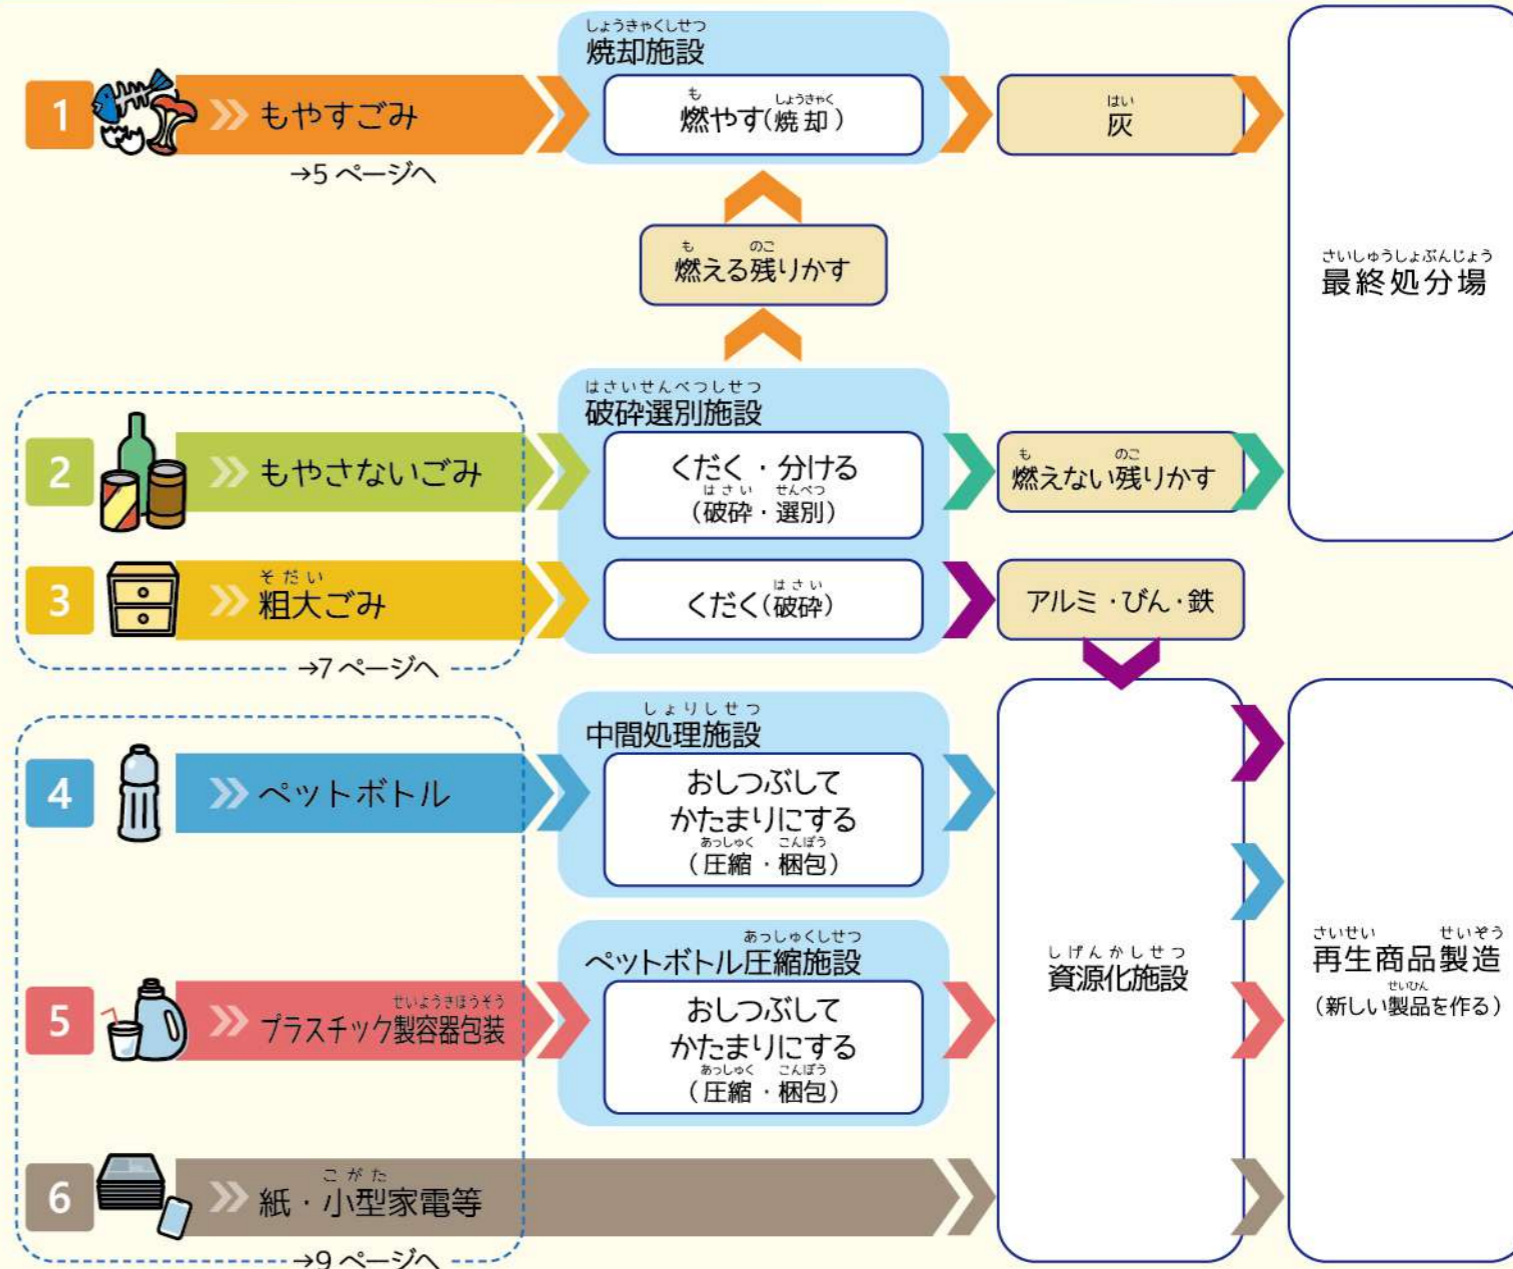 しょうきゃくしせつ
焼却施設
1
もやすごみ
→5 ページへ
も しょうきゃく
燃やす(焼却)
はい
灰
さいしゅうしょぶんじょう
最終処分場
も のこ
燃える残りかす
はさいせんべつしせつ
破砕選別施設
2
もやさないごみ
くだく・分ける
はさい せんべつ
(破砕・選別)
も のこ
燃えない残りかす
3
そだい
粗大ごみ
→7 ページへ
はさい
くだく(破砕)
アルミ・びん・鉄
しょりしせつ
中間処理施設
4
ペットボトル
おしつぶして
かたまりにする
あっしゅく こんぽう
(圧縮・梱包)
あっしゅくしせつ
ペットボトル圧縮施設
5
せいようきほうそう
プラスチック製容器包装
おしつぶして
かたまりにする
あっしゅく こんぽう
(圧縮・梱包)
しげんかしせつ
資源化施設
さいせい せいぞう
再生商品製造
せいひん
(新しい製品を作る)
6
こがた
紙・小型家電等
→9 ページへ